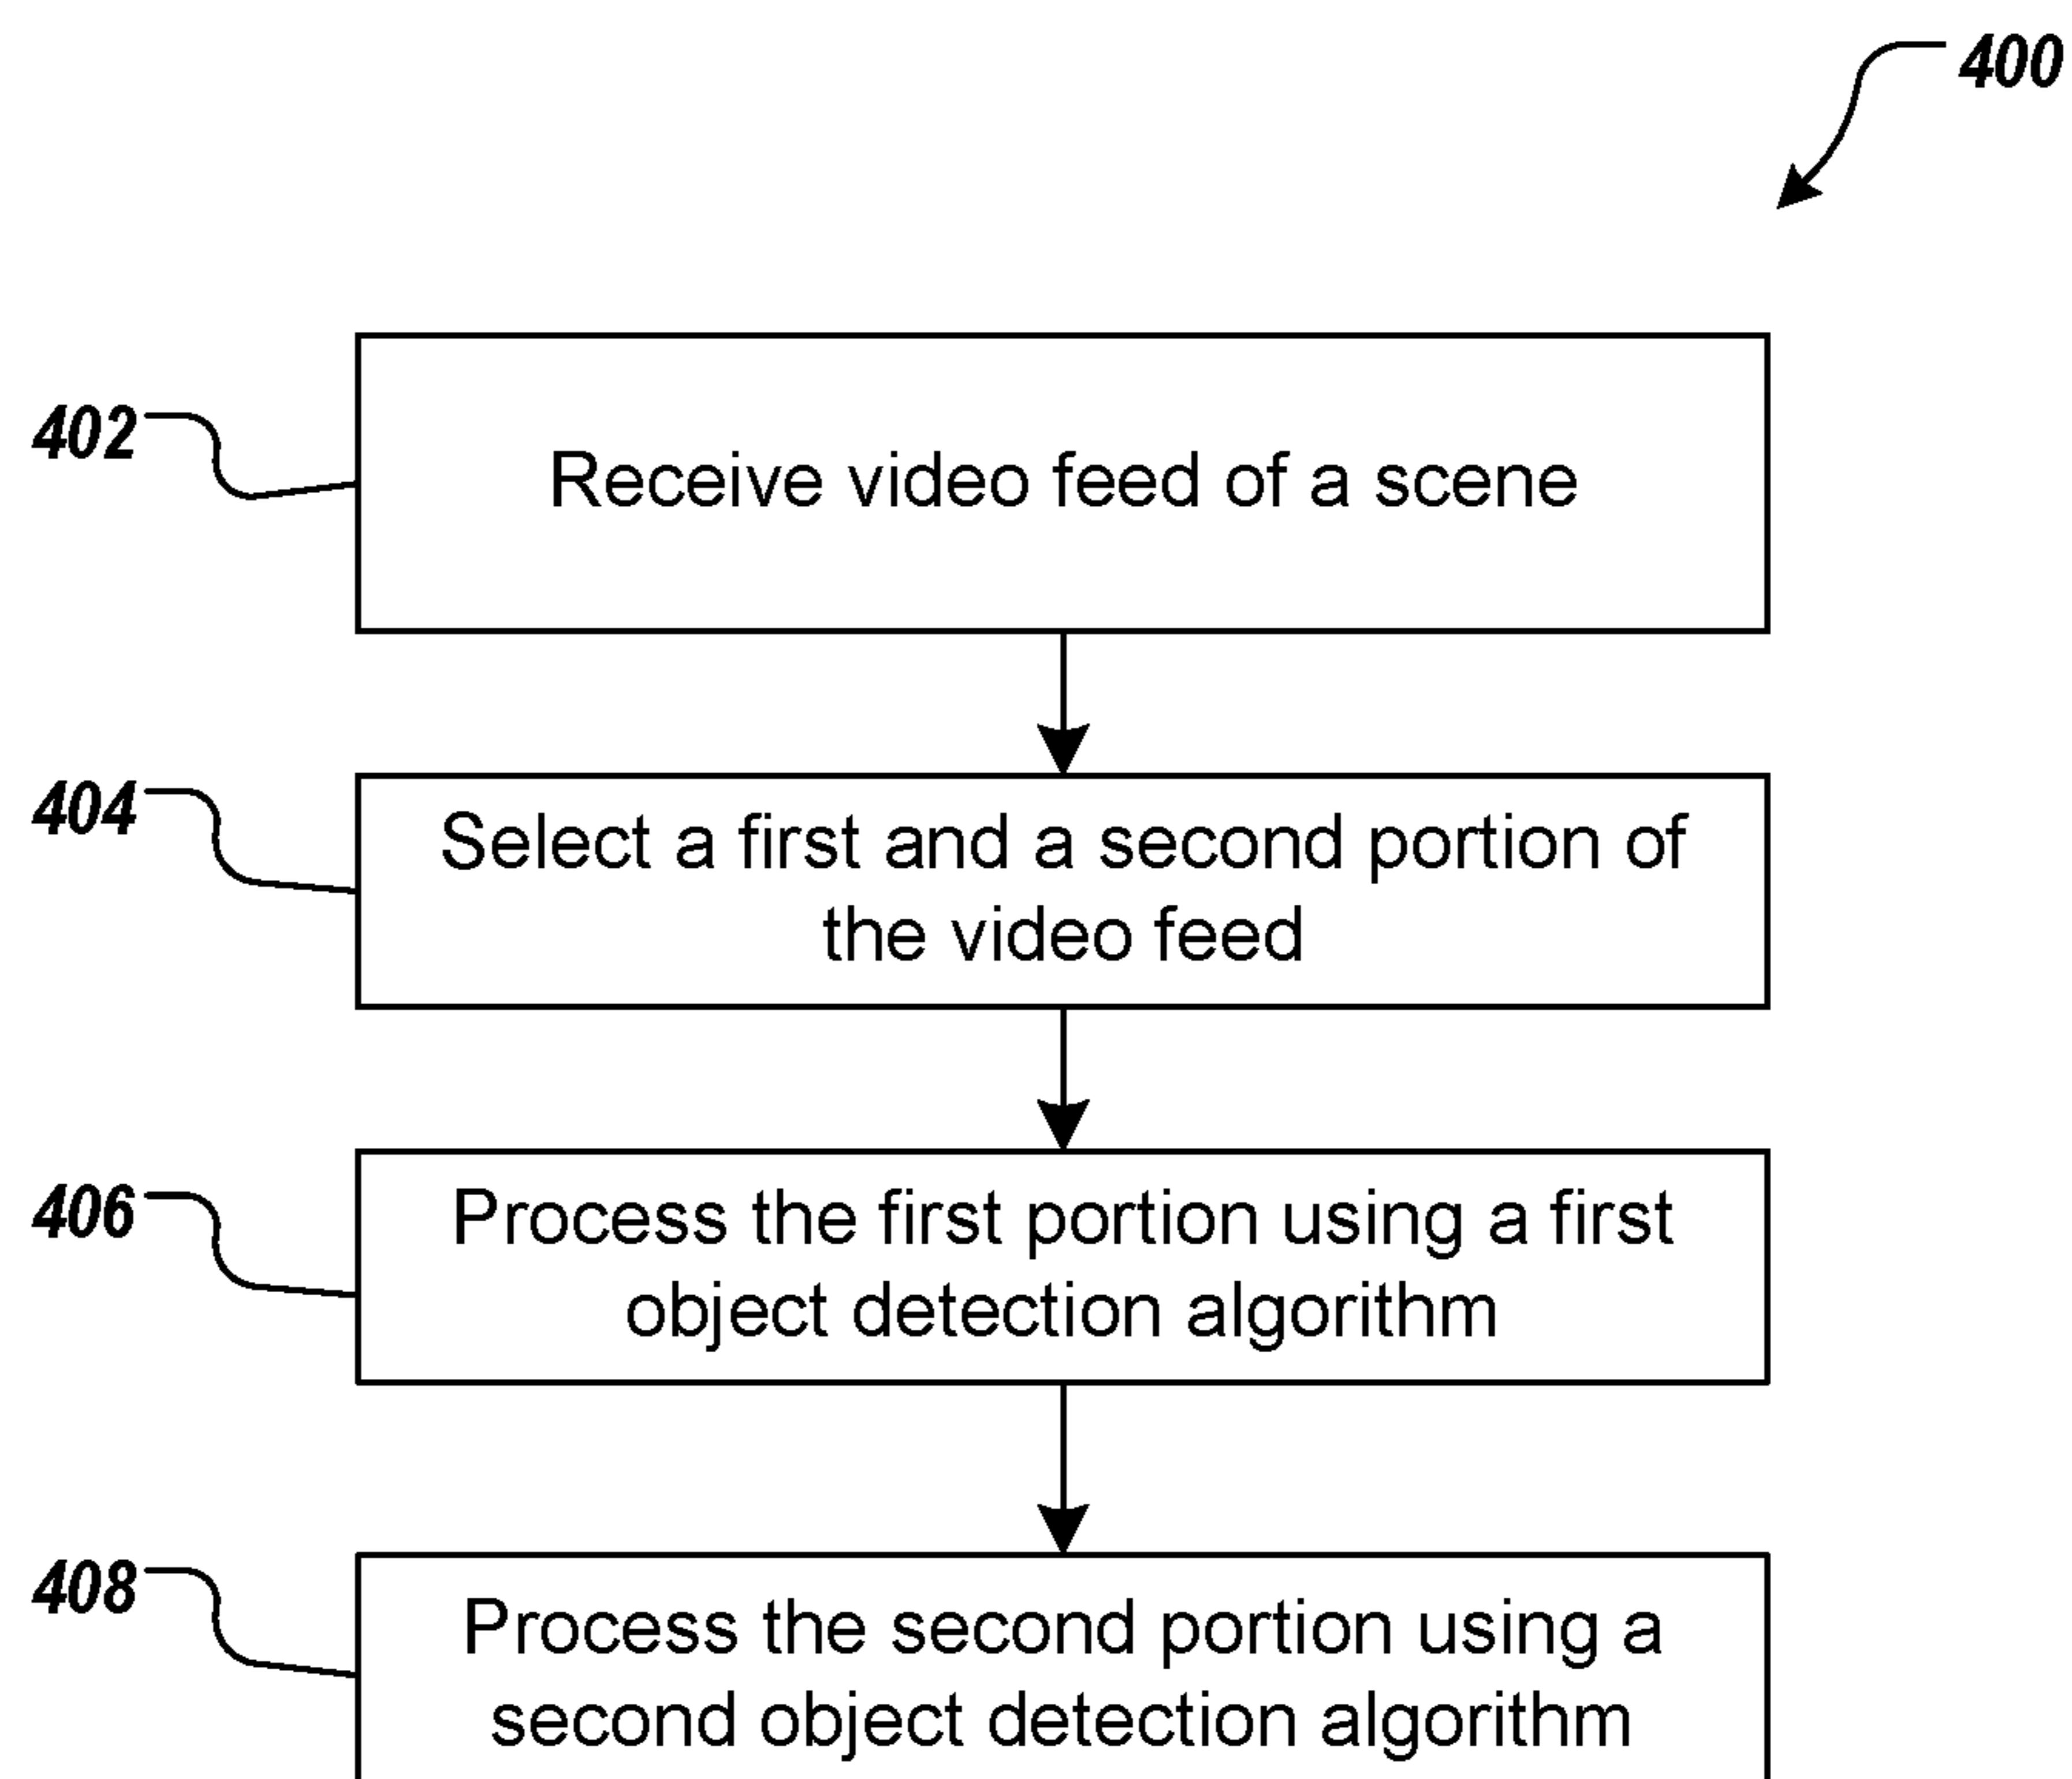 400
402
Receive video feed of a scene
404
Select a first and a second portion of
the video feed
406
Process the first portion using a first
object detection algorithm
408
Process the second portion using a
second object detection algorithm